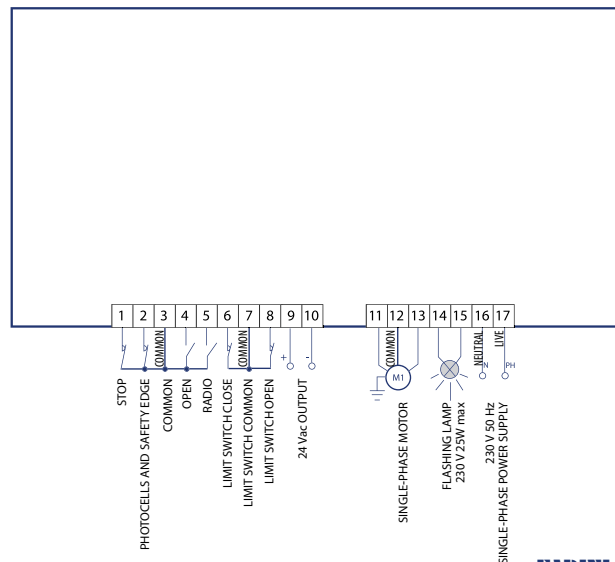 1 2 3 4 5 6 7 8 9 10 11 12 13 14 15 16 17
COMMON
COMMON
COMMON
NEUTRAL
LIVE
+
-
M1
N
PH
STOP
PHOTOCELLS AND SAFETY EDGE
COMMON
OPEN
RADIO
LIMIT SWITCH CLOSE
LIMIT SWITCH COMMON
LIMIT SWITCH OPEN
24 Vac OUTPUT
SINGLE-PHASE MOTOR
FLASHING LAMP
230 V 25W max
230 V 50 Hz
SINGLE-PHASE POWER SUPPLY